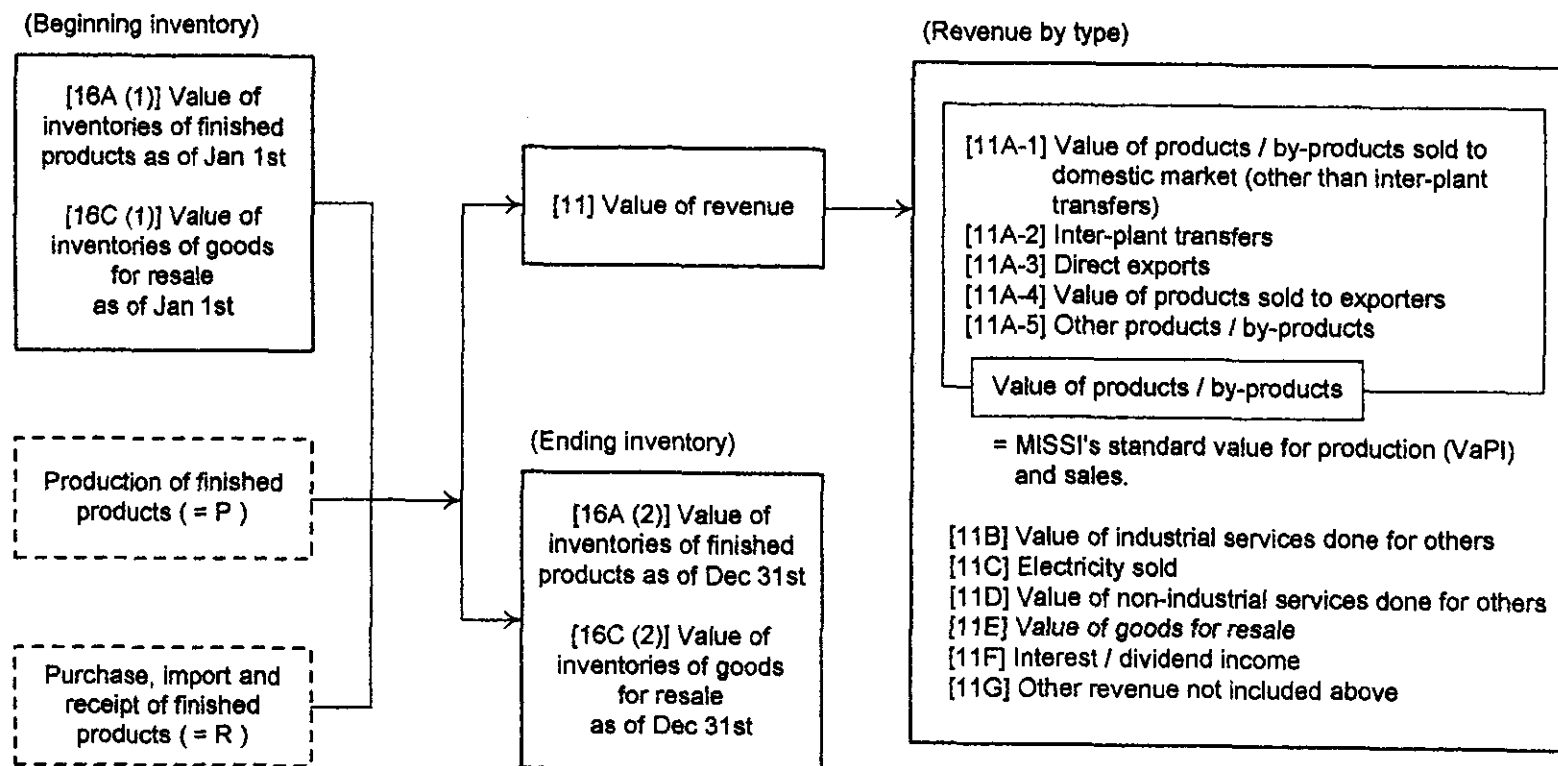 (Beginning inventory)
[16A (1)] Value of
inventories of finished
products as of Jan 1st
[16C (1)] Value of
inventories of goods
for resale
as of Jan 1st
Production of finished
products ( = P )
Purchase, import and
receipt of finished
products ( = R )
[11] Value of revenue
(Ending inventory)
[16A (2)] Value of
inventories of finished
products as of Dec 31st
[16C (2)] Value of
inventories of goods
for resale
as of Dec 31st
(Revenue by type)
[11A-1] Value of products / by-products sold to
domestic market (other than inter-plant
transfers)
[11A-2] Inter-plant transfers
[11A-3] Direct exports
[11A-4] Value of products sold to exporters
[11A-5] Other products / by-products
Value of products / by-products
= MISSI's standard value for production (VaPI)
and sales.
[11B] Value of industrial services done for others
[11C] Electricity sold
[11D] Value of non-industrial services done for others
[11E] Value of goods for resale
[11F] Interest / dividend income
[11G] Other revenue not included above